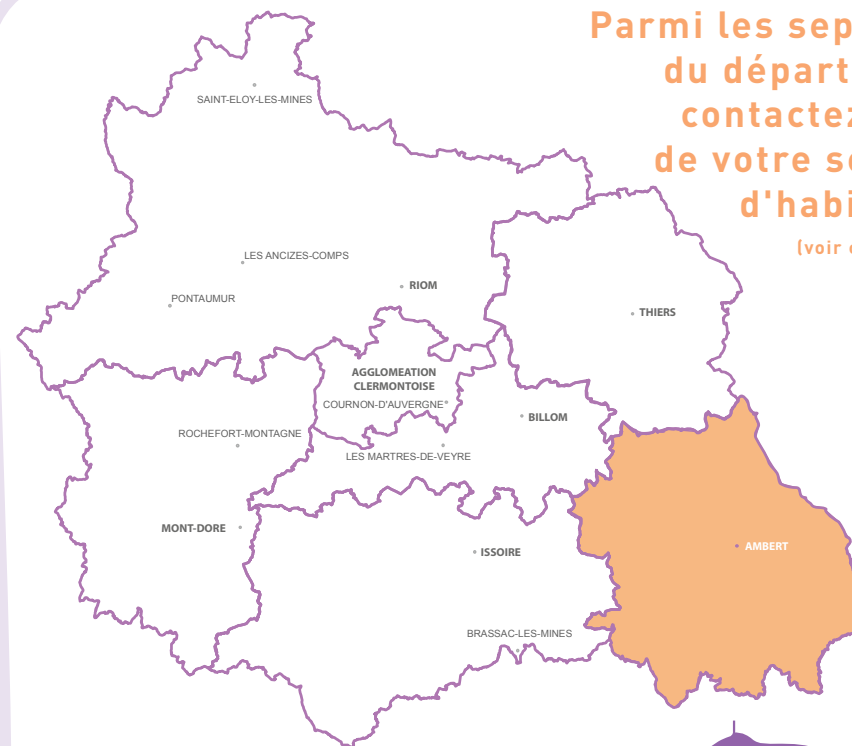 Parmi les sep
du départ
contactez
de votre s
d'habi
(voir
SAINT-ELOY-LES-MINES
LES ANCIZES-COMPS
RIOM
PONTAUMUR
THIERS
AGGLOMEATION
CLERMONTOISE
COURNON-D'AUVERGNE
BILLOM
ROCHEFORT-MONTAGNE
LES MARTRES-DE-VEYRE
MONT-DORE
ISSOIRE
AMBERT
BRASSAC-LES-MINES